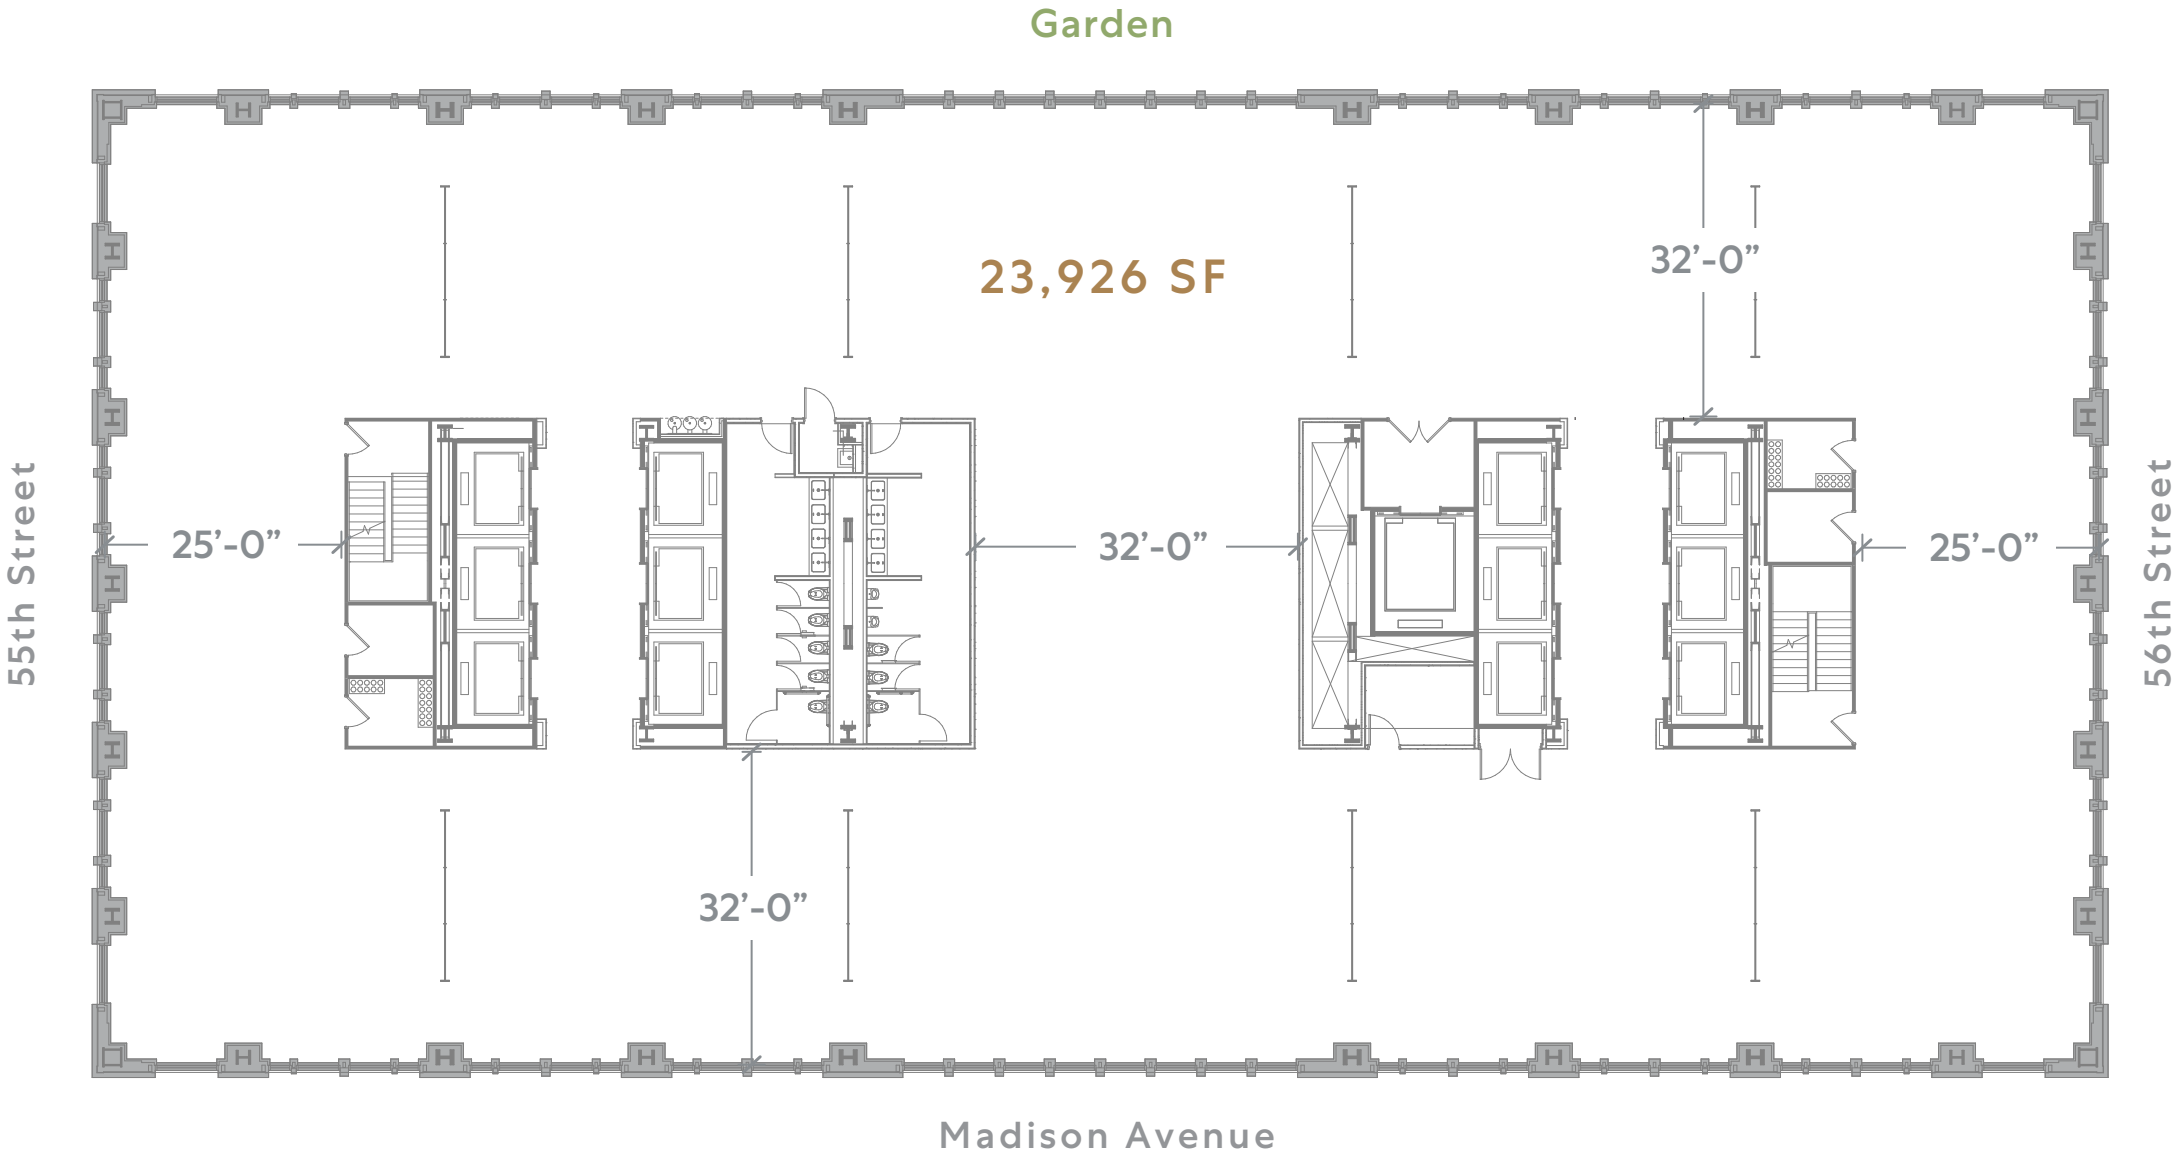 Garden
23,926 SF
32’-0”
55th Street
25’-0”
32’-0”
25’-0”
56th Street
32’-0”
Madison Avenue